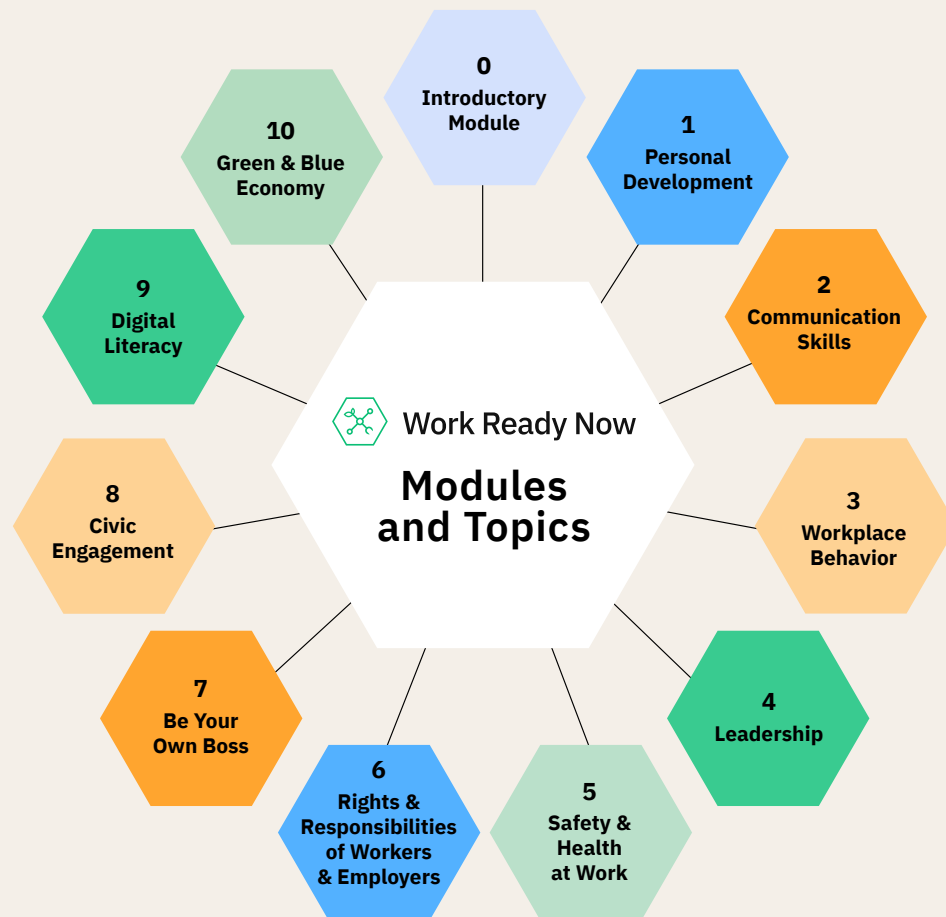 0
Introductory
Module
1
Personal
Development
2
Communication
Skills
3
Workplace
Behavior
4
Leadership
5
Safety &
Health
at Work
6
Rights &
Responsibilities
of Workers
& Employers
7
Be Your
Own Boss
8
Civic
Engagement
9
Digital
Literacy
10
Green & Blue
Economy
Work Ready Now
Modules
and Topics